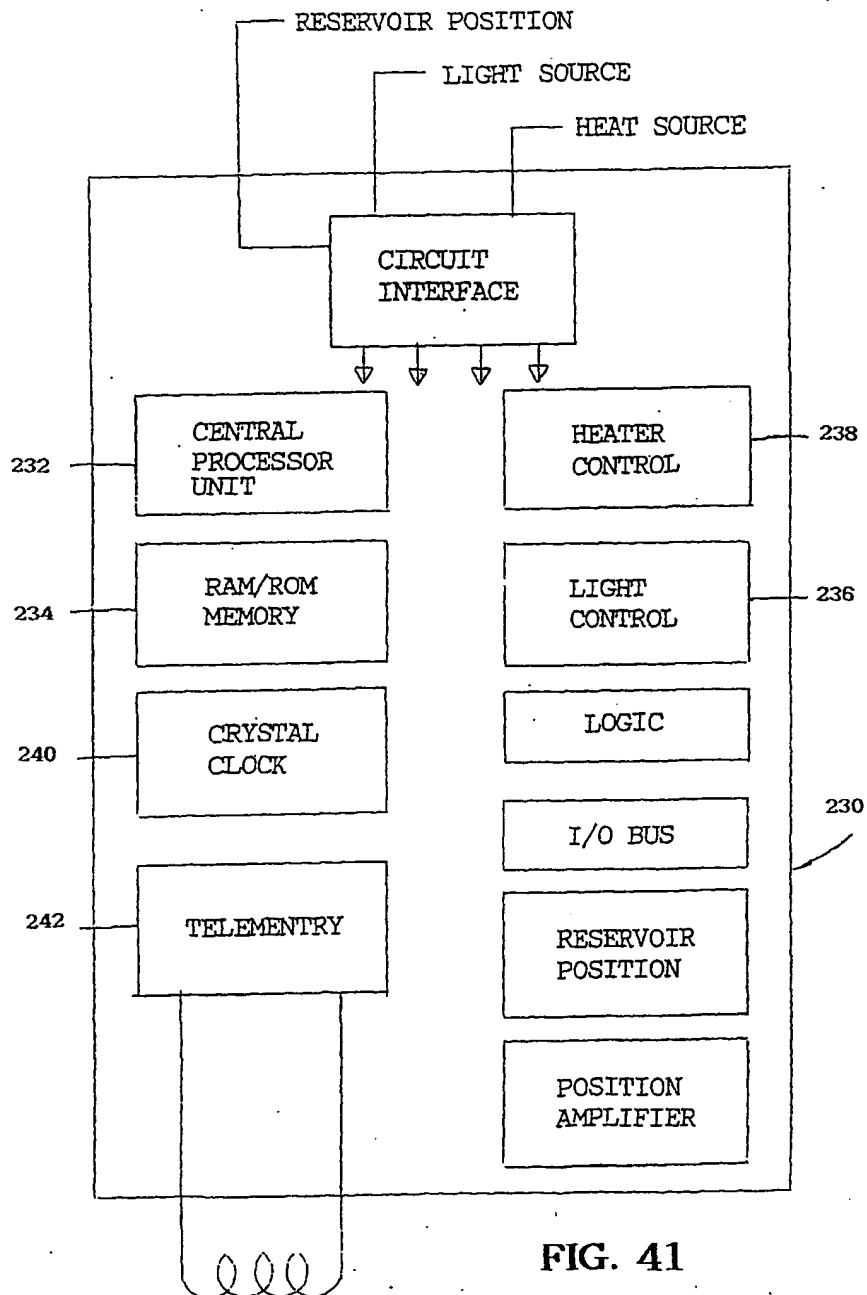 RESERVOIR POSITION
LIGHT SOURCE
HEAT SOURCE
CIRCUIT
INTERFACE
CENTRAL
PROCESSOR
UNIT
232
HEATER
CONTROL
238
RAM/ROM
MEMORY
234
LIGHT
CONTROL
236
CRYSTAL
CLOCK
240
LOGIC
I/O BUS
230
TELEMENTRY
242
RESERVOIR
POSITION
POSITION
AMPLIFIER
FIG. 41